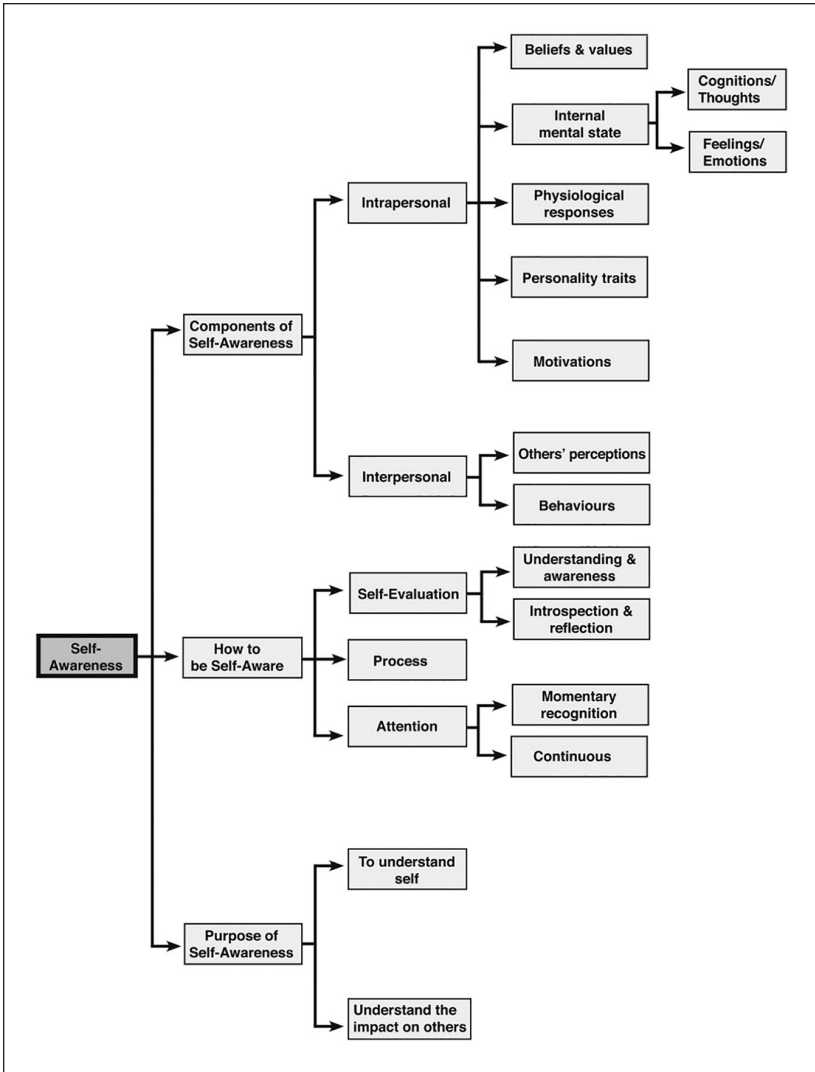 Beliefs & values
Cognitions/
Thoughts
Internal
mental state
Feelings/
Emotions
Intrapersonal
Physiological
responses
Personality traits
Components of
Self-Awareness
Motivations
Others’ perceptions
Interpersonal
Behaviours
Understanding &
awareness
Self-Evaluation
Introspection &
reflection
Self-
Awareness
How to
be Self-Aware
Process
Momentary
recognition
Attention
Continuous
To understand
self
Purpose of
Self-Awareness
Understand the
impact on others